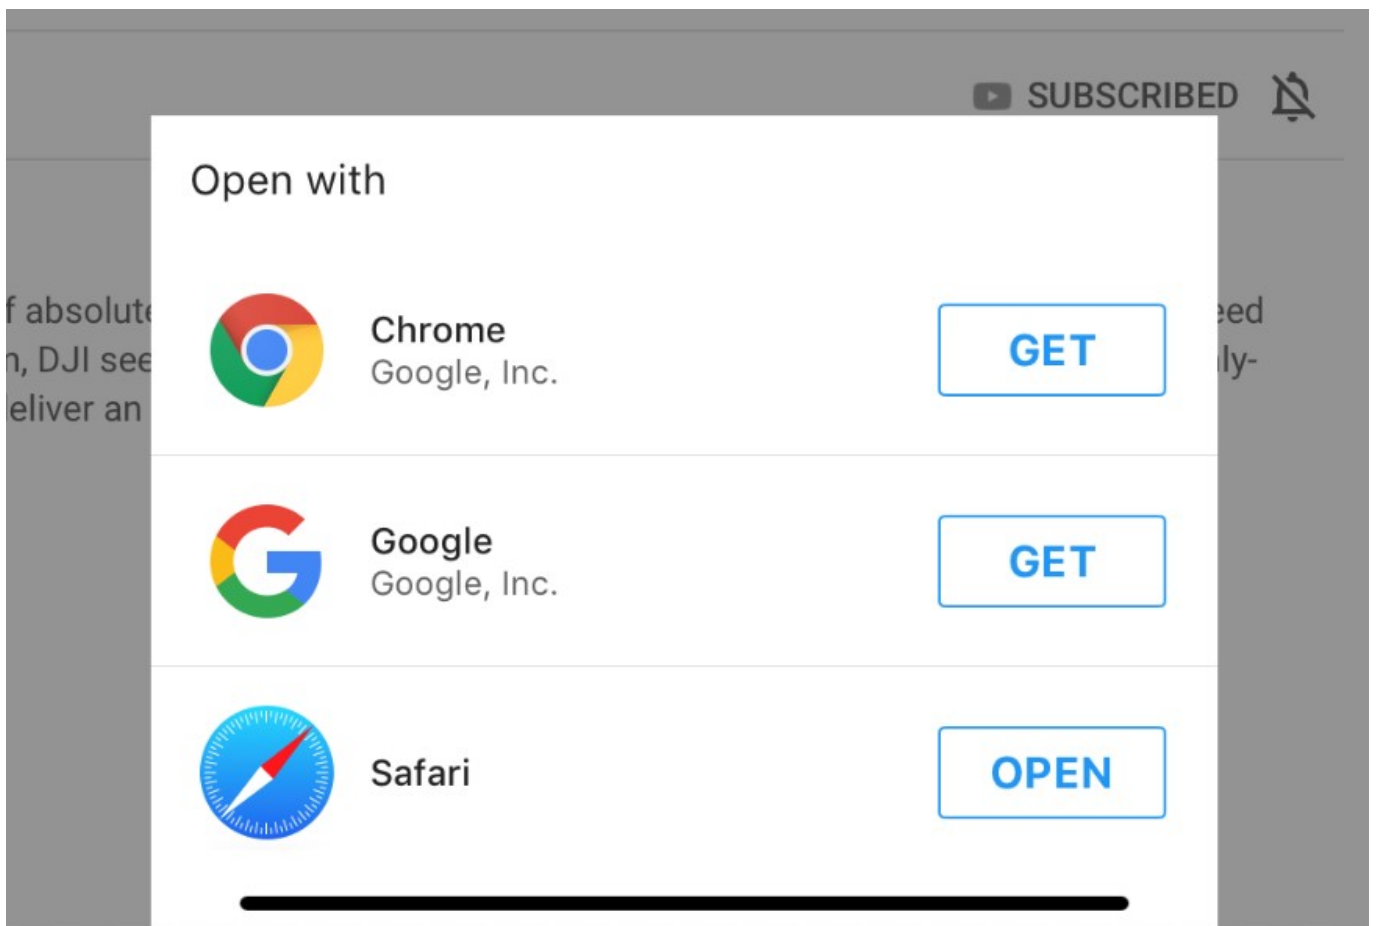 SUBSCRIBED
Open with
f absolute
eed
n, DJI see
ly-
eliver an
Chrome
Google, Inc.
GET
Google
Google, Inc.
GET
Safari
OPEN